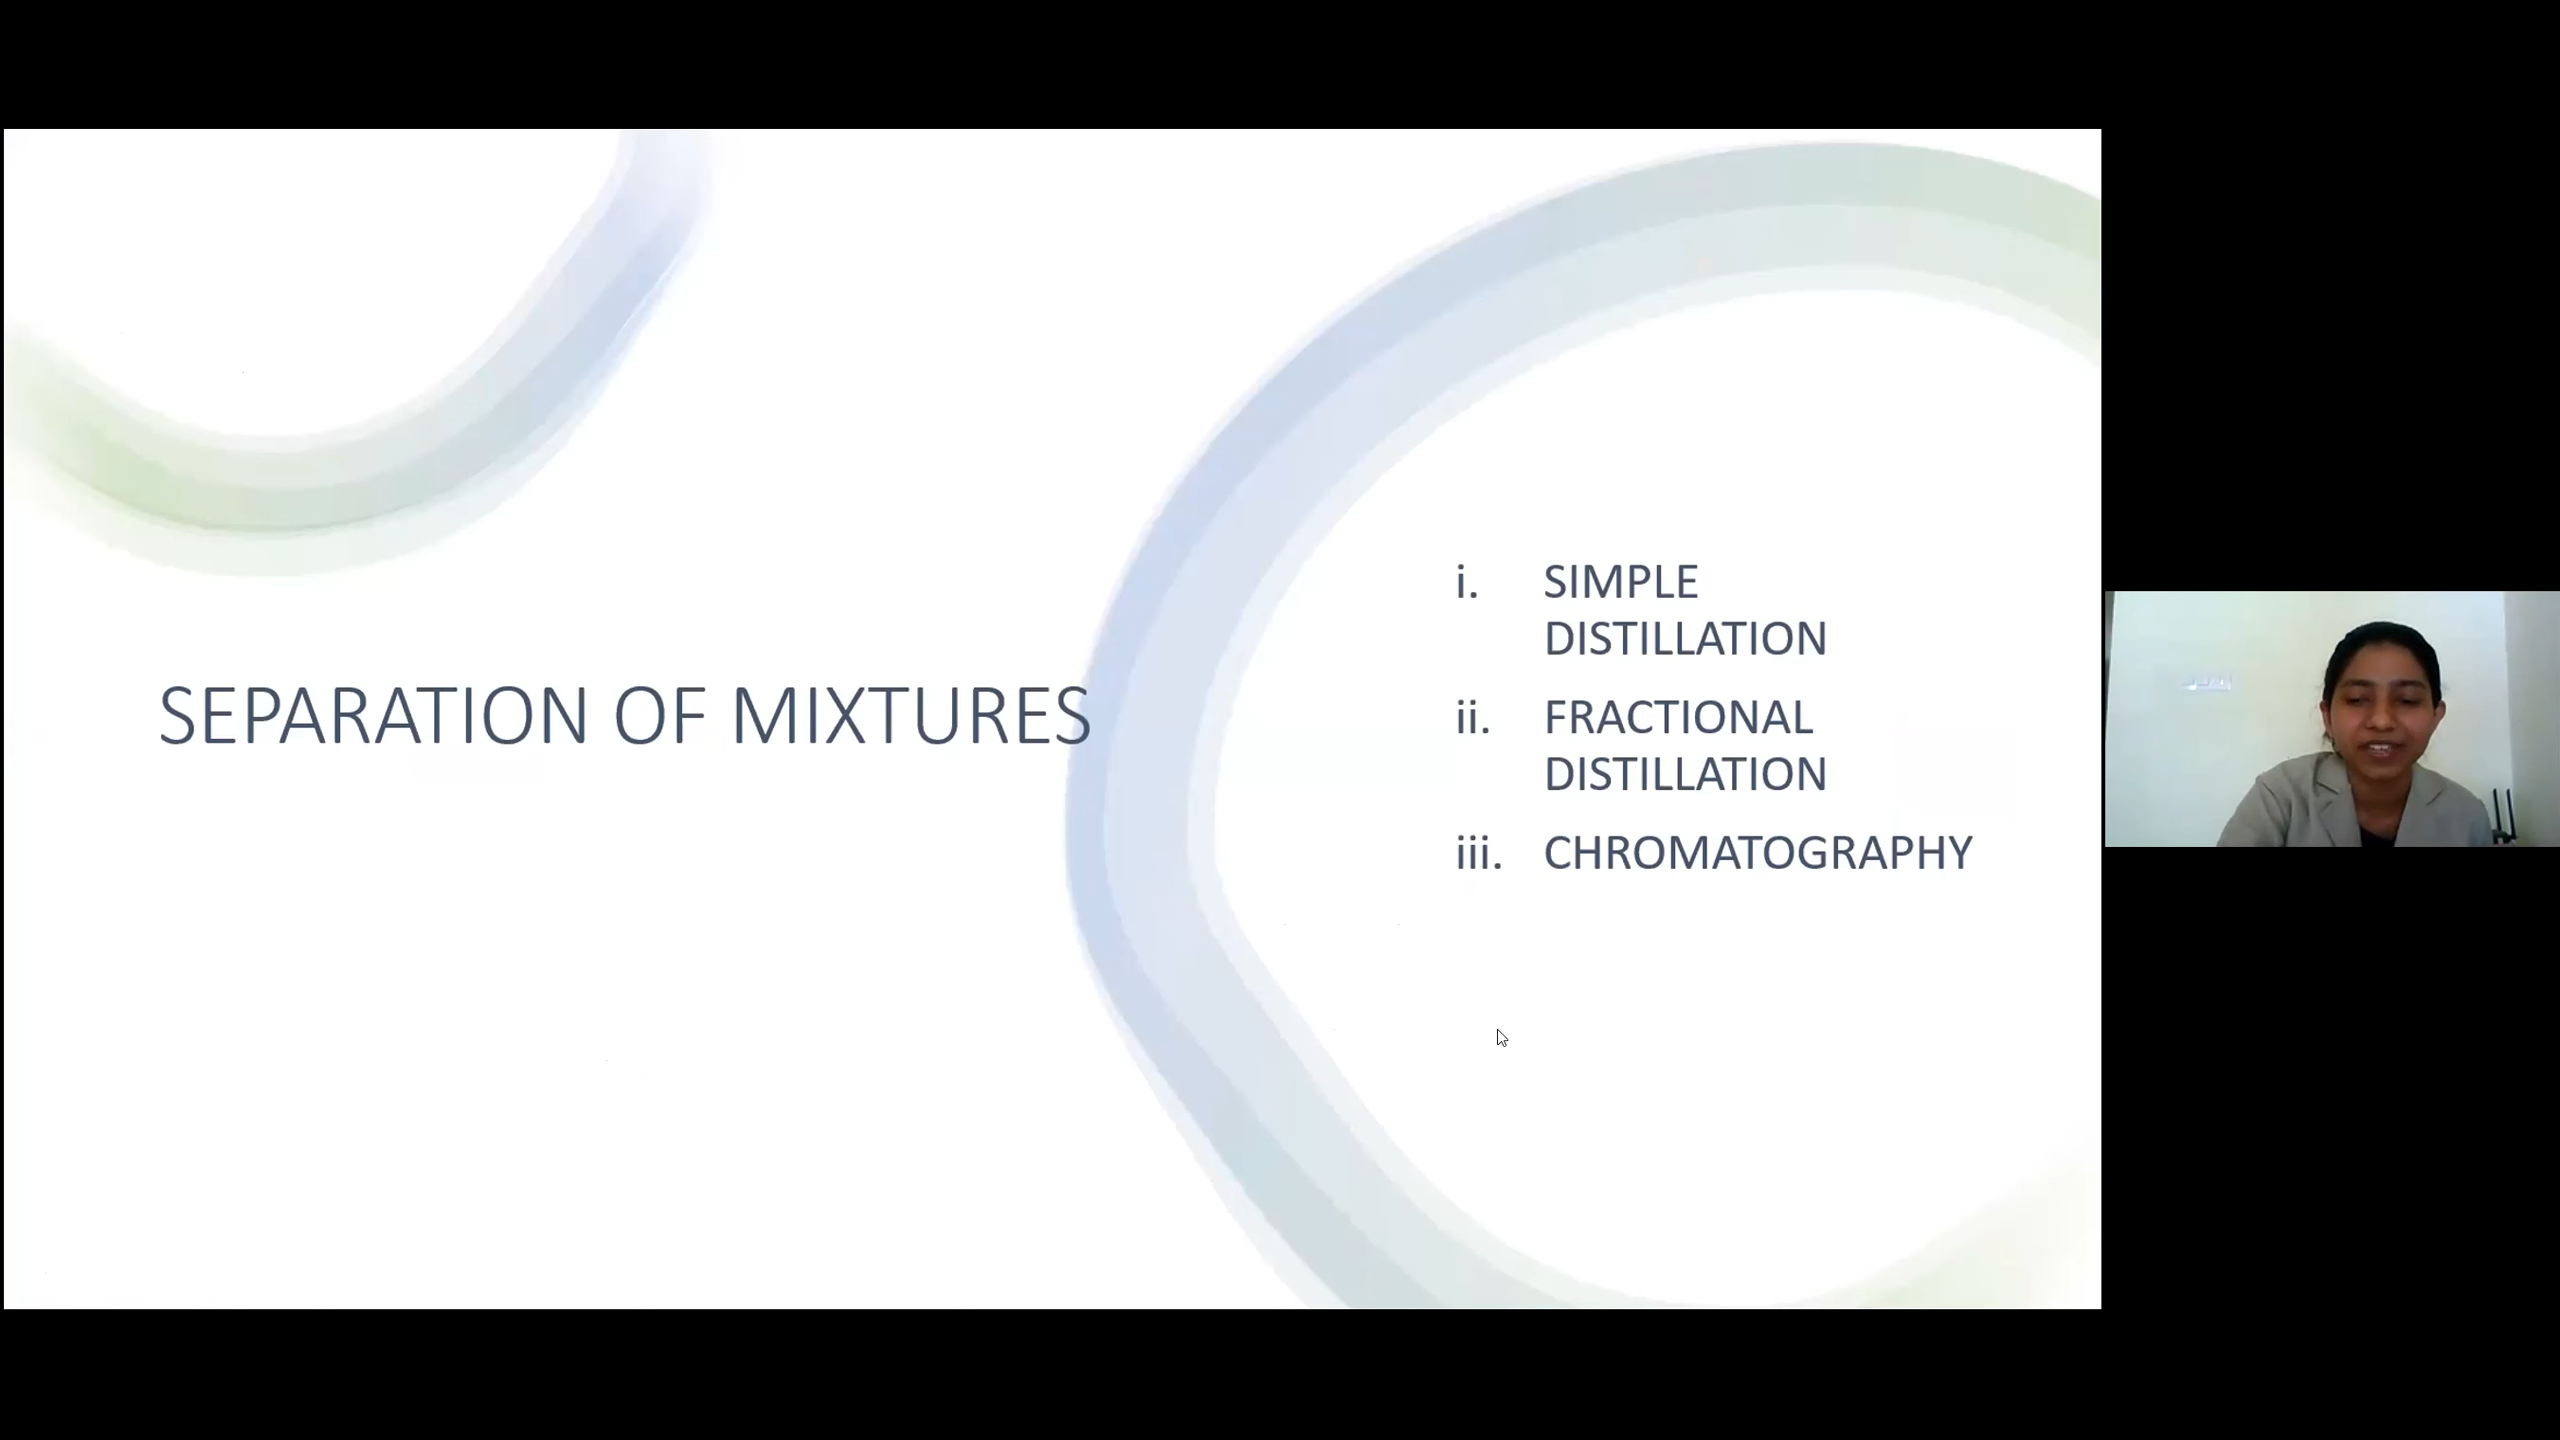 SEPARATION OF MIXTURES
i. SIMPLE
DISTILLATION
ii. FRACTIONAL
DISTILLATION
iii. CHROMATOGRAPHY